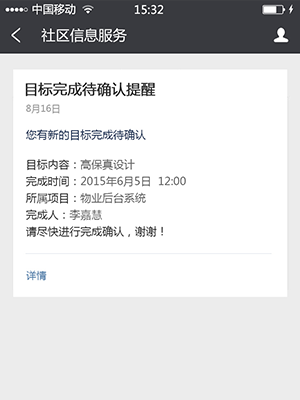 中国移动 15:32
社区信息服务
目标完成待确认提醒
8月16日
您有新的目标完成待确认
目标内容：高保真设计
完成时间：2015年6月5日 12:00
所属项目：物业后台系统
完成人：李嘉慧
请尽快进行完成确认，谢谢！
详情